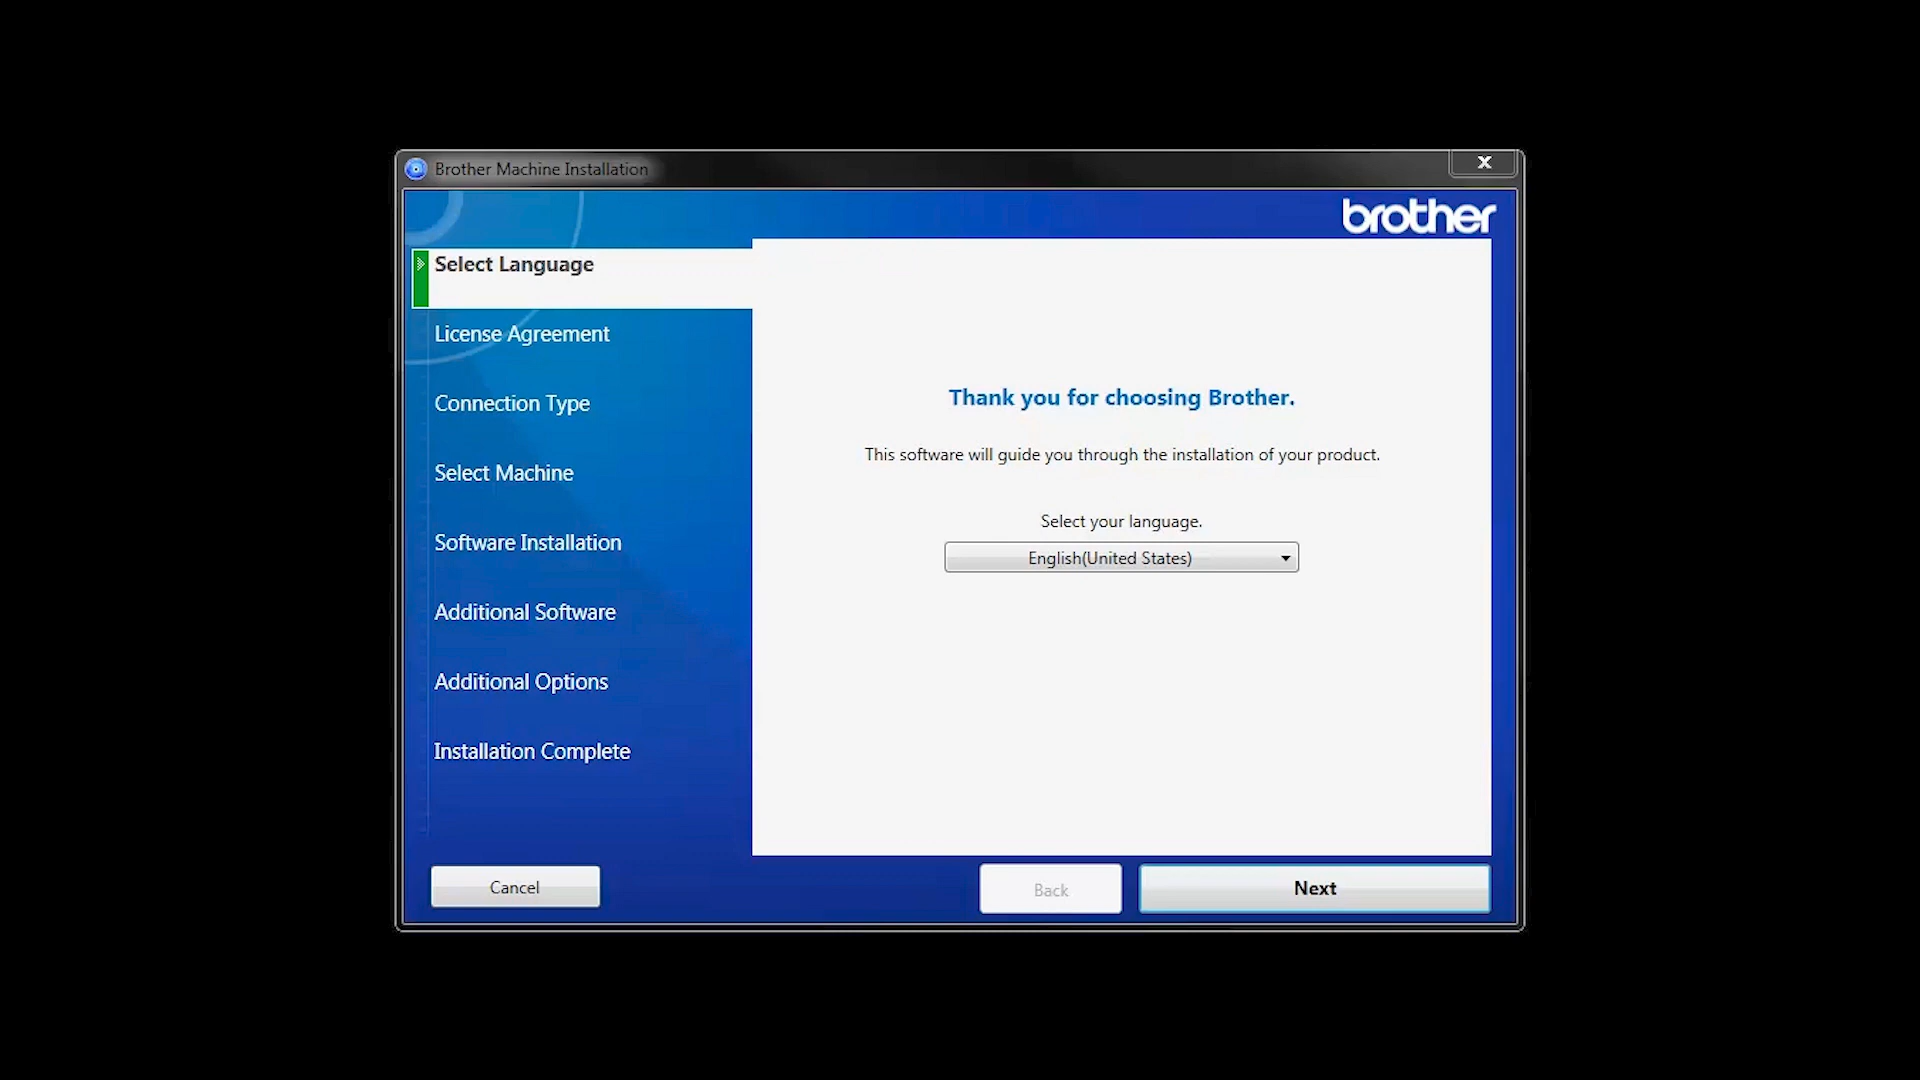 Brother Machine Installation
X
brother
Select Language
License Agreement
Connection Type
Select Machine
Software Installation
Additional Software
Additional Options
Installation Complete
Thank you for choosing Brother.
This software will guide you through the installation of your product.
Select your language.
English(United States)
Cancel
Back
Next